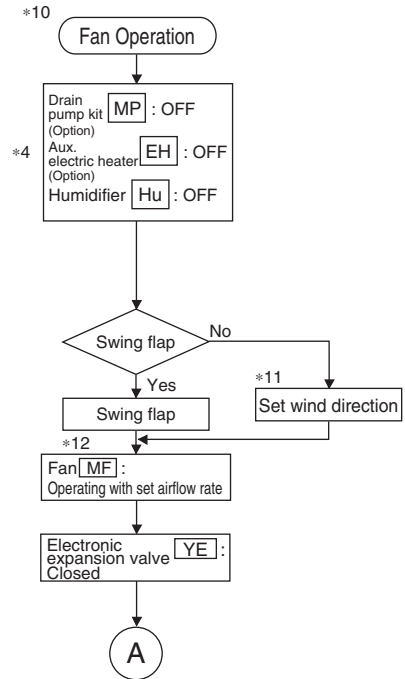 *10
Fan Operation
Drain
pump kit MP : OFF
(Option)
*4
Aux.
electric heater EH : OFF
(Option)
Humidifier Hu : OFF
Swing flap
No
Yes
*11
Swing flap
Set wind direction
*12
Fan MF :
Operating with set airflow rate
Electronic
expansion valve YE :
Closed
A